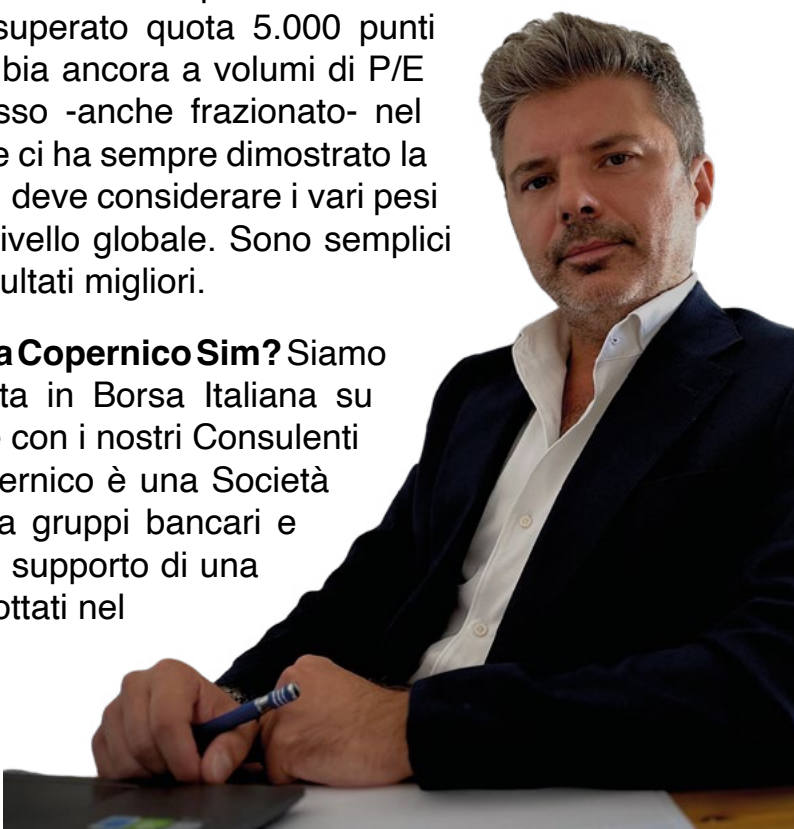 superato quota 5.000 punti
bia ancora a volumi di P/E
sso -anche frazionato- nel
e ci ha sempre dimostrato la
deve considerare i vari pesi
ivello globale. Sono semplici
ultati migliori.
a Copernico Sim? Siamo
ta in Borsa Italiana su
con i nostri Consulenti
ernico è una Società
a gruppi bancari e
supporto di una
ottati nel